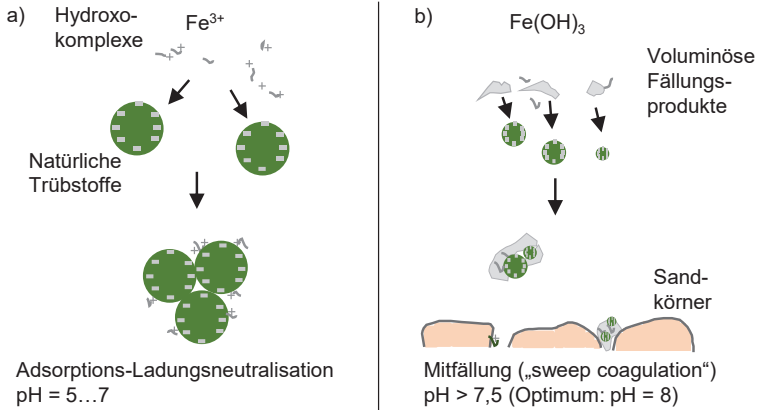 a)
Hydroxo-
komplexe
Fe³⁺
Natürliche
Trübstoffe
Adsorptions-Ladungsneutralisation
pH = 5…7
b)
Fe(OH)₃
Voluminöse
Fällungs-
produkte
Sand-
körner
Mitfällung („sweep coagulation“)
pH > 7,5 (Optimum: pH = 8)